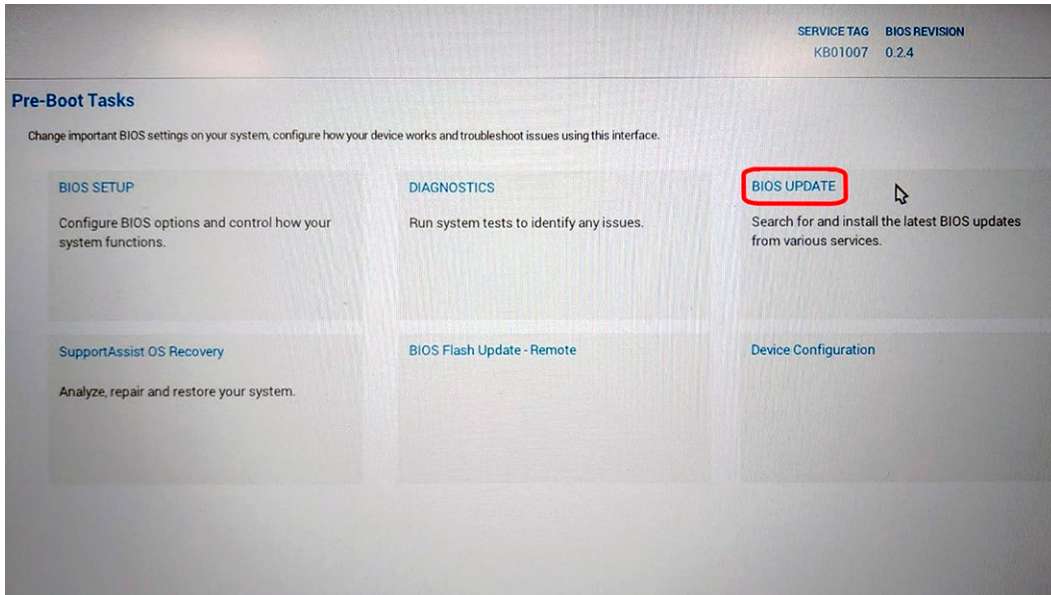 SERVICE TAG BIOS REVISION
KB01007 0.2.4
Pre-Boot Tasks
Change important BIOS settings on your system, configure how your device works and troubleshoot issues using this interface.
BIOS SETUP
Configure BIOS options and control how your
system functions.
DIAGNOSTICS
Run system tests to identify any issues.
BIOS UPDATE
Search for and install the latest BIOS updates
from various services.
SupportAssist OS Recovery
Analyze, repair and restore your system.
BIOS Flash Update - Remote
Device Configuration